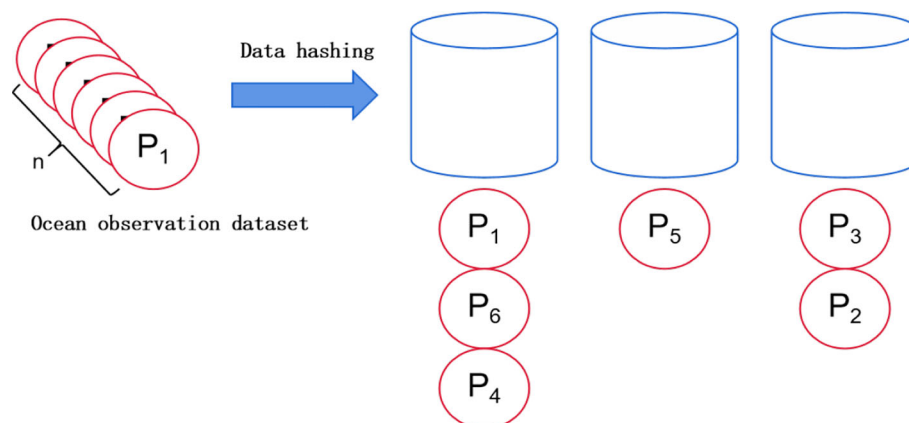 Data hashing
P₁
n
Ocean observation dataset
P₁ P₅ P₃
P₆ P₂
P₄